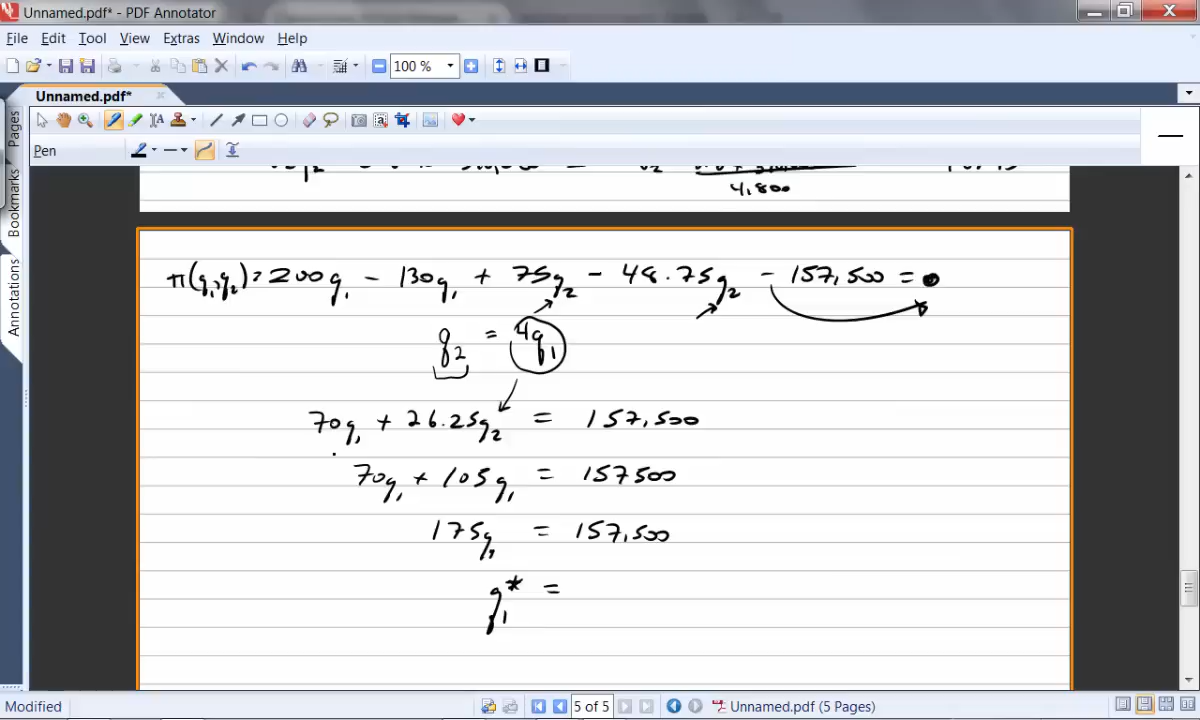 Unnamed.pdf* - PDF Annotator
File Edit Tool View Extras Window Help
100 %
Unnamed.pdf*
Pen
Pages
Bookmarks
Annotations
4,800
π(q₁,q₂) = 200q₁ - 130q₁ + 75q₂ - 48.75q₂ - 157,500 = 0
q₂ = 4q₁
70q₁ + 26.25q₂ = 157,500
70q₁ + 105q₁ = 157500
175q₁ = 157,500
q₁* =
Modified
5 of 5
Unnamed.pdf (5 Pages)